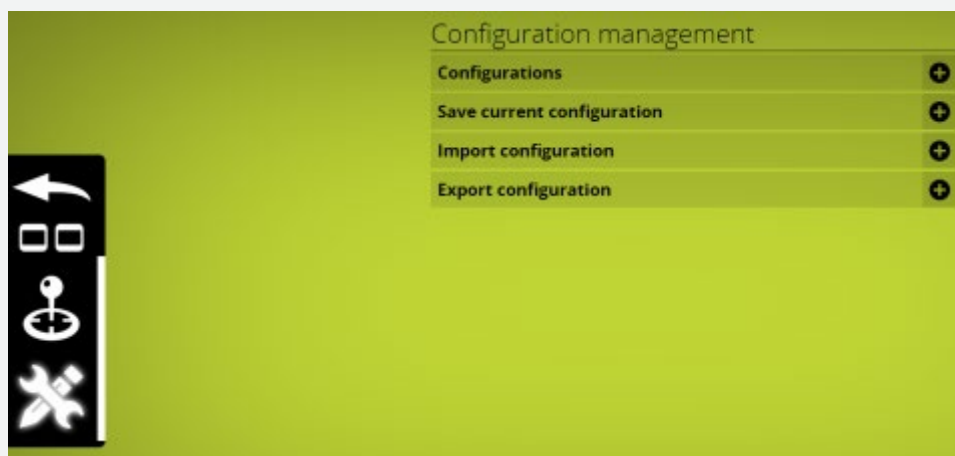 Configuration management
Configurations
Save current configuration
Import configuration
Export configuration